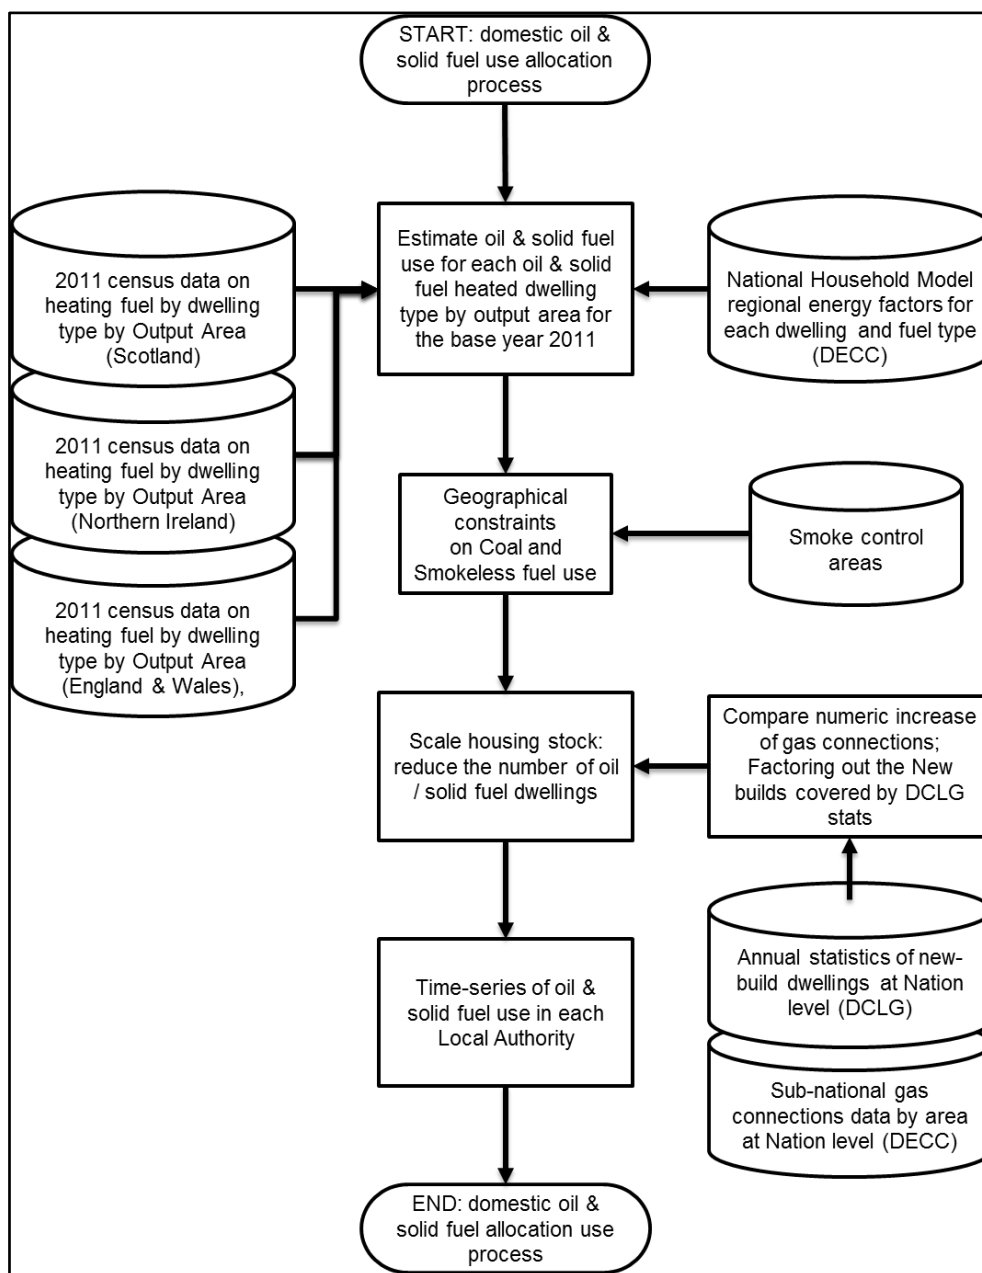 START: domestic oil &
solid fuel use allocation
process
Estimate oil & solid fuel
use for each oil & solid
fuel heated dwelling
type by output area for
the base year 2011
2011 census data on
heating fuel by dwelling
type by Output Area
(Scotland)
National Household Model
regional energy factors for
each dwelling and fuel type
(DECC)
2011 census data on
heating fuel by dwelling
type by Output Area
(Northern Ireland)
Geographical
constraints
on Coal and
Smokeless fuel use
Smoke control
areas
2011 census data on
heating fuel by dwelling
type by Output Area
(England & Wales),
Scale housing stock:
reduce the number of oil
/ solid fuel dwellings
Compare numeric increase
of gas connections;
Factoring out the New
builds covered by DCLG
stats
Time-series of oil &
solid fuel use in each
Local Authority
Annual statistics of new-
build dwellings at Nation
level (DCLG)
Sub-national gas
connections data by area
at Nation level (DECC)
END: domestic oil &
solid fuel allocation use
process